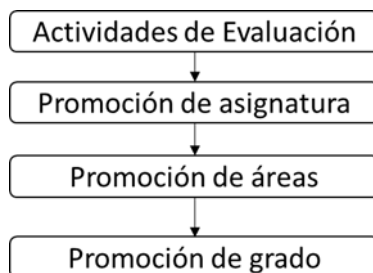 Actividades de Evaluación
Promoción de asignatura
Promoción de áreas
Promoción de grado